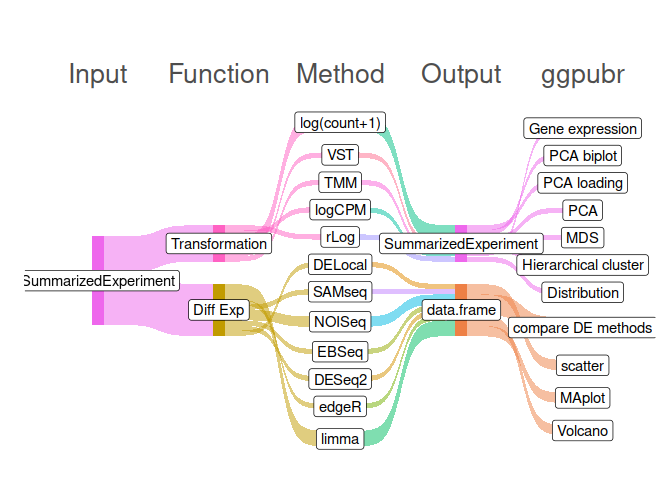 Input
Function
Method
Output
ggpubr
SummarizedExperiment
Transformation
Diff Exp
log(count+1)
VST
TMM
logCPM
rLog
DELocal
SAMseq
NOISeq
EBSeq
DESeq2
edgeR
limma
SummarizedExperiment
data.frame
Gene expression
PCA biplot
PCA loading
PCA
MDS
Hierarchical cluster
Distribution
compare DE methods
scatter
MAplot
Volcano